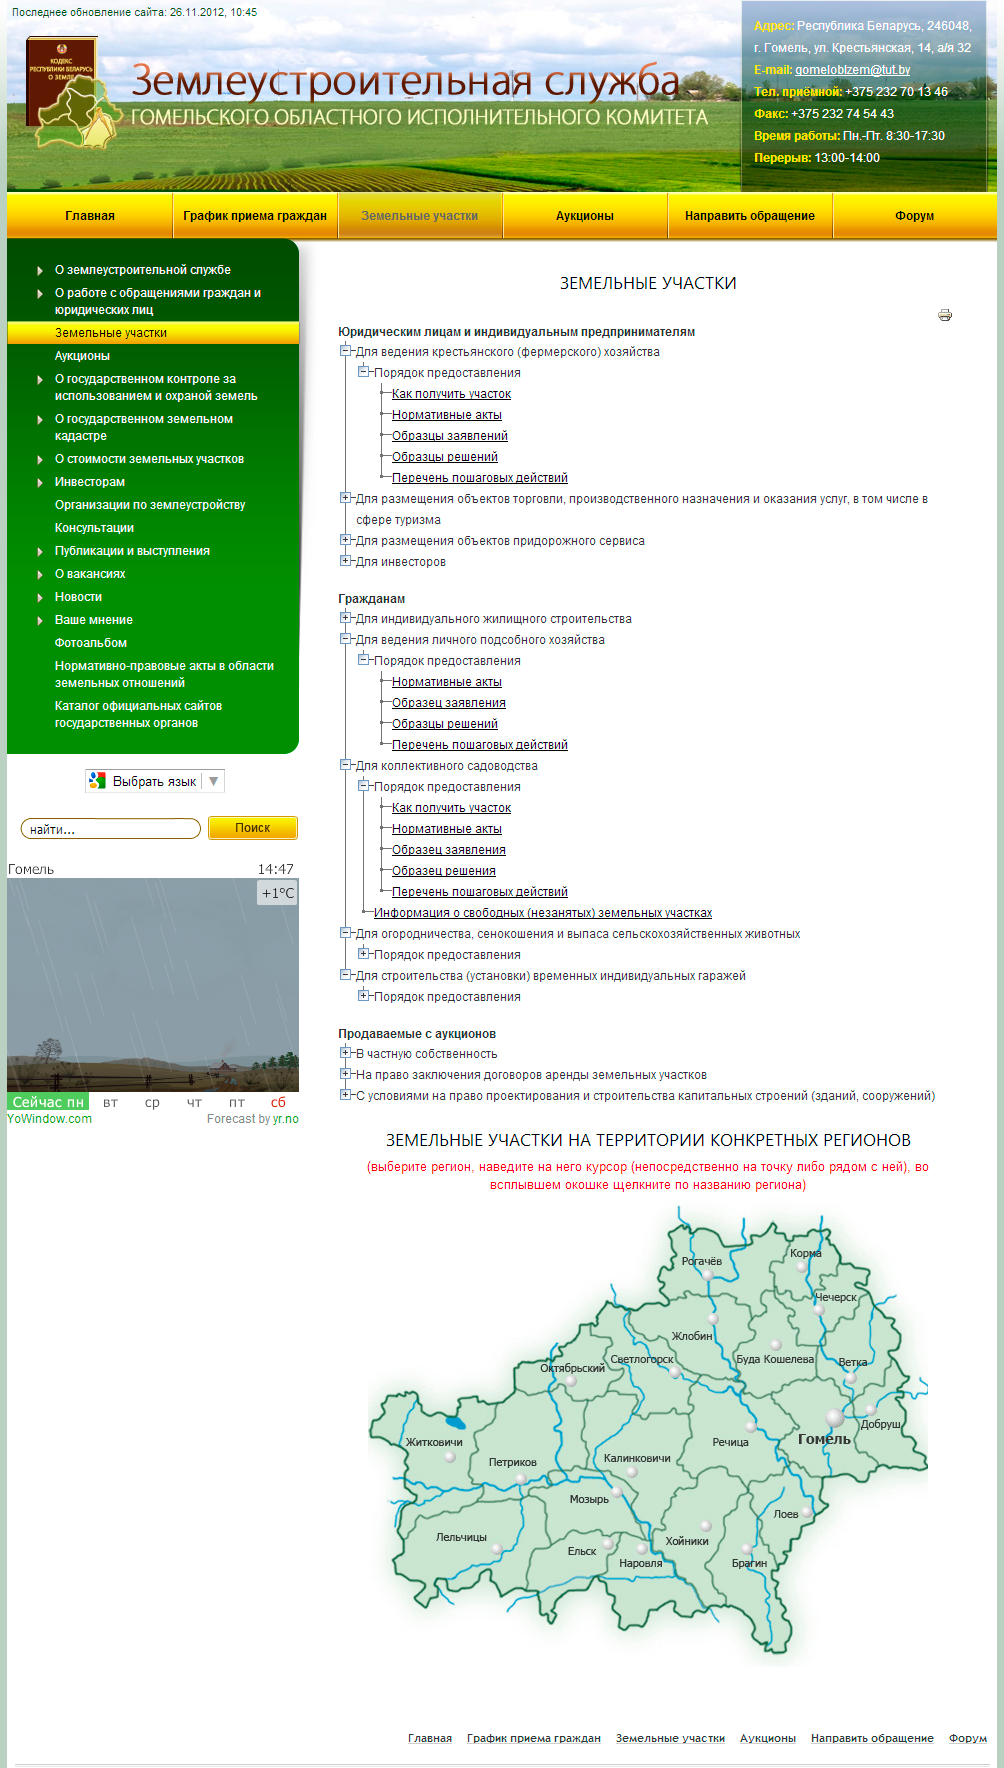 Последнее обновление сайта: 26.11.2012, 10:45
КОДЕКС
РЕСПУБЛИКИ БЕЛАРУСЬ
О ЗЕМЛЕ
Землеустроительная служба
ГОМЕЛЬСКОГО ОБЛАСТНОГО ИСПОЛНИТЕЛЬНОГО КОМИТЕТА
Адрес: Республика Беларусь, 246048,
г. Гомель, ул. Крестьянская, 14, а/я 32
E-mail: gomeloblzem@tut.by
Тел. приёмной: +375 232 70 13 46
Факс: +375 232 74 54 43
Время работы: Пн.-Пт. 8:30-17:30
Перерыв: 13:00-14:00
Главная
График приема граждан
Земельные участки
Аукционы
Направить обращение
Форум
О землеустроительной службе
О работе с обращениями граждан и
юридических лиц
Земельные участки
Аукционы
О государственном контроле за
использованием и охраной земель
О государственном земельном
кадастре
О стоимости земельных участков
Инвесторам
Организации по землеустройству
Консультации
Публикации и выступления
О вакансиях
Новости
Ваше мнение
Фотоальбом
Нормативно-правовые акты в области
земельных отношений
Каталог официальных сайтов
государственных органов
Выбрать язык
найти...
Поиск
Гомель 14:47
+1°C
Сейчас пн вт ср чт пт сб
YoWindow.com Forecast by yr.no
ЗЕМЕЛЬНЫЕ УЧАСТКИ
Юридическим лицам и индивидуальным предпринимателям
Для ведения крестьянского (фермерского) хозяйства
Порядок предоставления
Как получить участок
Нормативные акты
Образцы заявлений
Образцы решений
Перечень пошаговых действий
Для размещения объектов торговли, производственного назначения и оказания услуг, в том числе в
сфере туризма
Для размещения объектов придорожного сервиса
Для инвесторов
Гражданам
Для индивидуального жилищного строительства
Для ведения личного подсобного хозяйства
Порядок предоставления
Нормативные акты
Образец заявления
Образцы решений
Перечень пошаговых действий
Для коллективного садоводства
Порядок предоставления
Как получить участок
Нормативные акты
Образец заявления
Образец решения
Перечень пошаговых действий
Информация о свободных (незанятых) земельных участках
Для огородничества, сенокошения и выпаса сельскохозяйственных животных
Порядок предоставления
Для строительства (установки) временных индивидуальных гаражей
Порядок предоставления
Продаваемые с аукционов
В частную собственность
На право заключения договоров аренды земельных участков
С условиями на право проектирования и строительства капитальных строений (зданий, сооружений)
ЗЕМЕЛЬНЫЕ УЧАСТКИ НА ТЕРРИТОРИИ КОНКРЕТНЫХ РЕГИОНОВ
(выберите регион, наведите на него курсор (непосредственно на точку либо рядом с ней), во
всплывшем окошке щелкните по названию региона)
Корма
Рогачёв
Чечерск
Жлобин
Светлогорск
Буда Кошелева
Ветка
Октябрьский
Добруш
Гомель
Житковичи
Речица
Калинковичи
Петриков
Мозырь
Лоев
Лельчицы
Хойники
Ельск
Наровля
Брагин
Главная График приема граждан Земельные участки Аукционы Направить обращение Форум